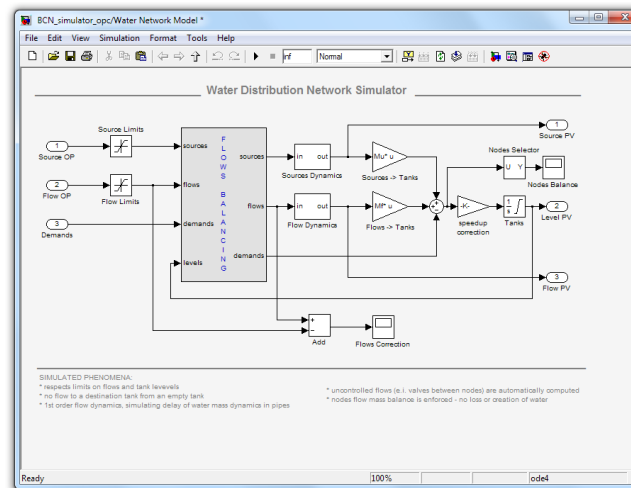 BCN_simulator_opc/Water Network Model *
File Edit View Simulation Format Tools Help
inf Normal
Water Distribution Network Simulator
Source Limits
1
Source OP
2
Flow OP
Flow Limits
3
Demands
sources
flows
demands
levels
FLOWS BALANCING
sources
flows
demands
in out
Sources Dynamics
in out
Flow Dynamics
Mu* u
Sources -> Tanks
Mf* u
Flows -> Tanks
1
Source PV
Nodes Selector
U Y
Nodes Balance
-K-
speedup
correction
1
s
Tanks
2
Level PV
3
Flow PV
Add
Flows Correction
SIMULATED PHENOMENA:
* respects limits on flows and tank levevels
* no flow to a destination tank from an empty tank
* 1st order flow dynamics, simulating delay of water mass dynamics in pipes
* uncontrolled flows (e.i. valves between nodes) are automatically computed
* nodes flow mass balance is enforced - no loss or creation of water
Ready 100% ode4